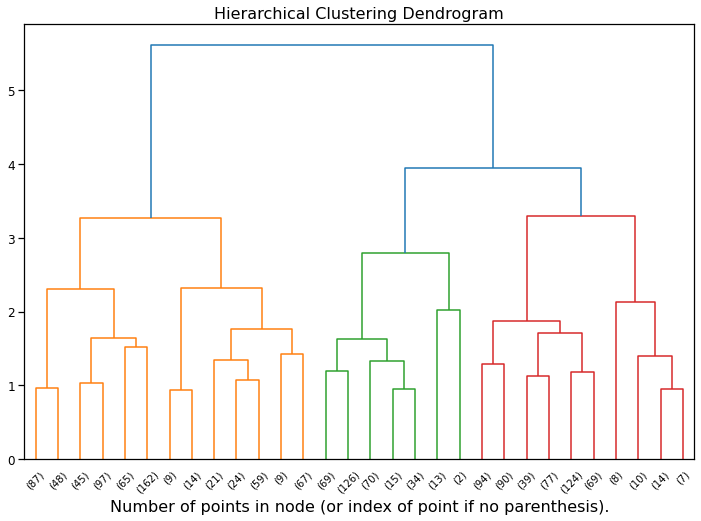 Hierarchical Clustering Dendrogram
5
4
3
2
1
0
(87) (48) (45) (97) (65) (162) (9) (14) (21) (24) (59) (9) (67) (69) (126) (70) (15) (34) (13) (2) (94) (90) (39) (77) (124) (69) (8) (10) (14) (7)
Number of points in node (or index of point if no parenthesis).